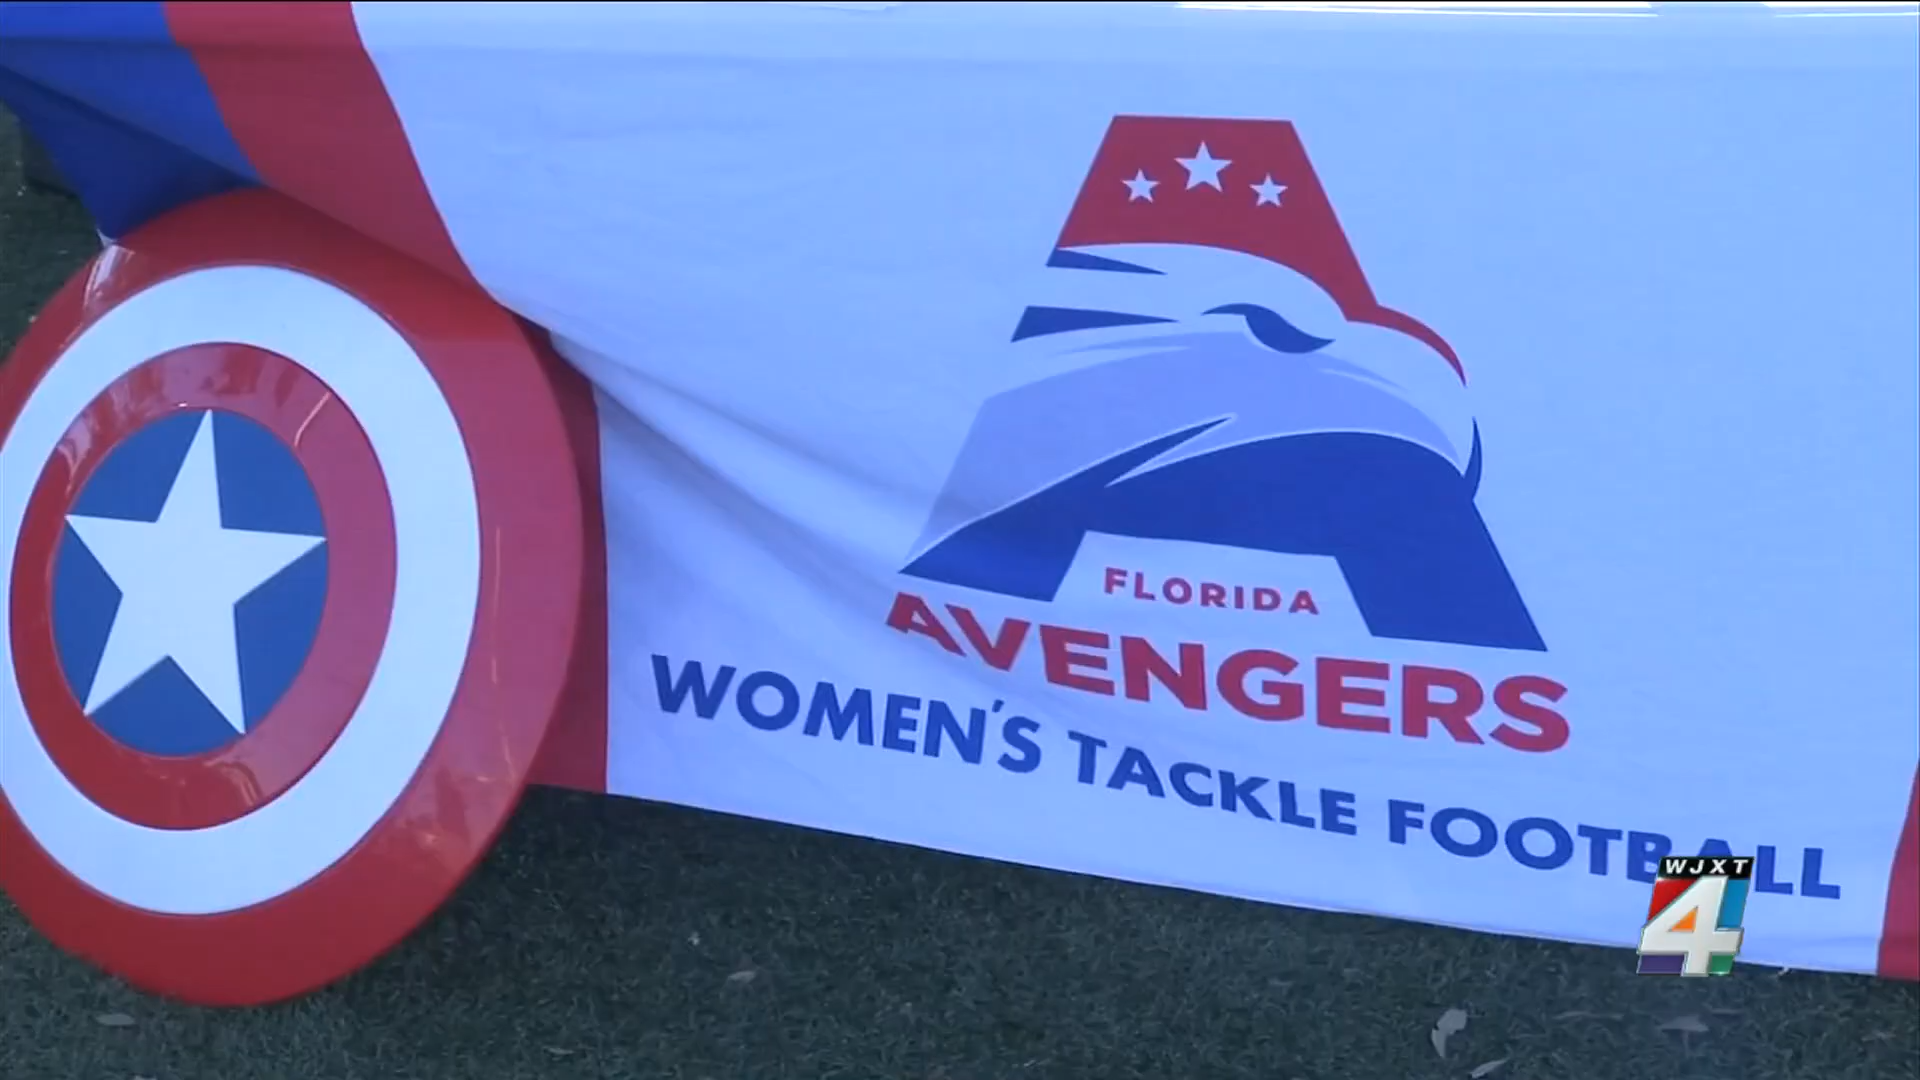 FLORIDA
AVENGERS
WOMEN'S TACKLE FOOTBALL
WJXT
4